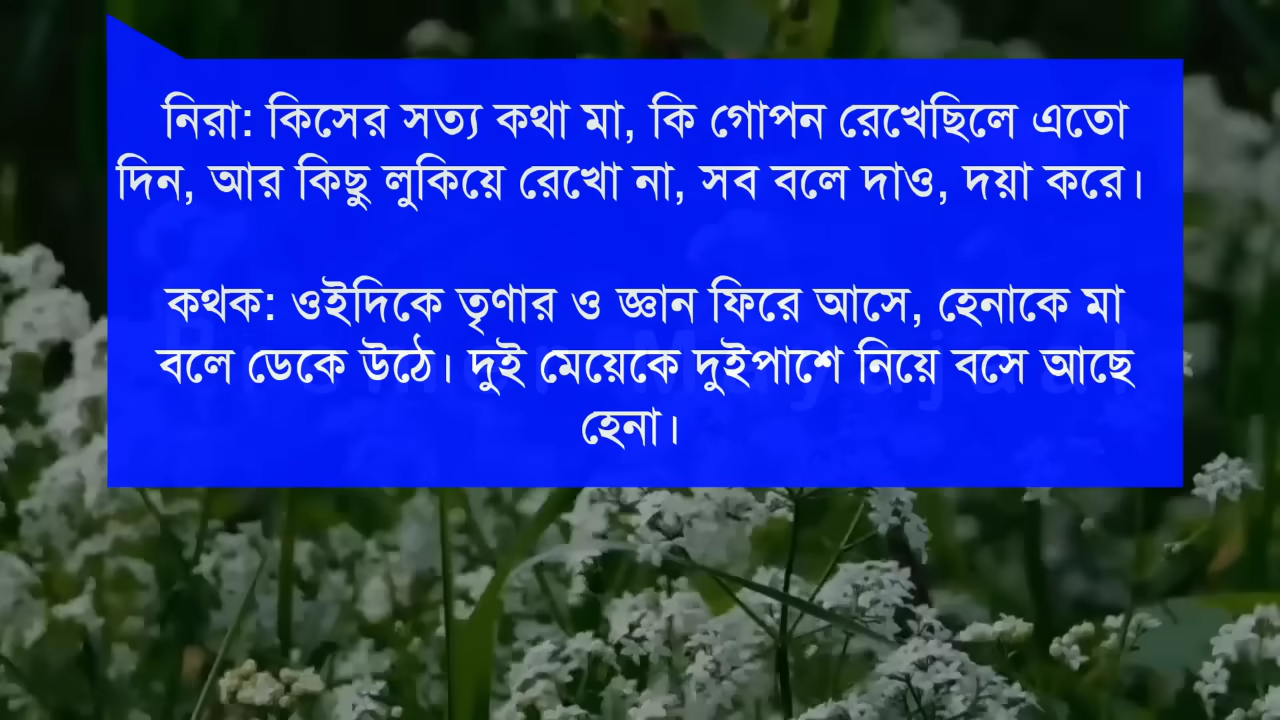 নিরা: কিসের সত্য কথা মা, কি গোপন রেখেছিলে এতো
দিন, আর কিছু লুকিয়ে রেখো না, সব বলে দাও, দয়া করে।
কথক: ওইদিকে তৃণার ও জ্ঞান ফিরে আসে, হেনাকে মা
বলে ডেকে উঠে। দুই মেয়েকে দুইপাশে নিয়ে বসে আছে
হেনা।